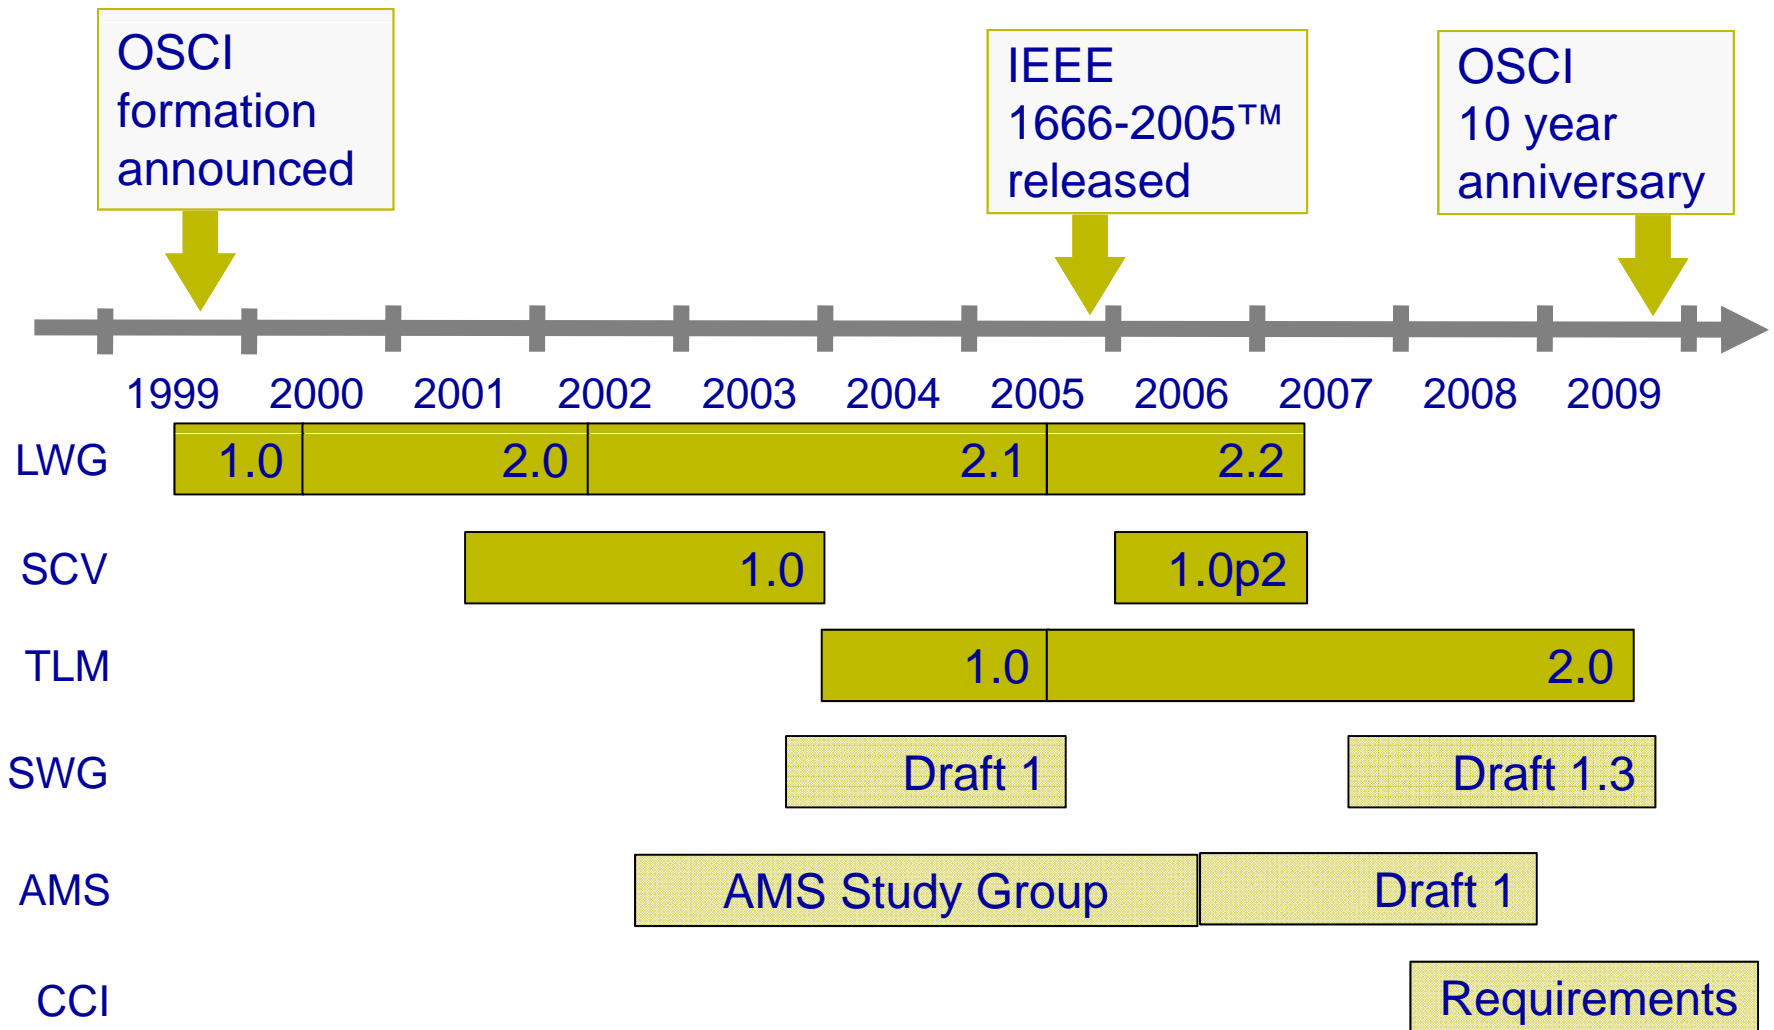 OSCI
formation
announced
IEEE
1666-2005™
released
OSCI
10 year
anniversary
1999 2000 2001 2002 2003 2004 2005 2006 2007 2008 2009
LWG 1.0 2.0 2.1 2.2
SCV 1.0 1.0p2
TLM 1.0 2.0
SWG Draft 1 Draft 1.3
AMS AMS Study Group Draft 1
CCI Requirements